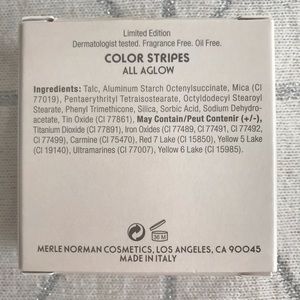 Limited Edition
Dermatologist tested. Fragrance Free. Oil Free.
COLOR STRIPES
ALL AGLOW
Ingredients: Talc, Aluminum Starch Octenylsuccinate, Mica (CI
77019), Pentaerythrityl Tetraisostearate, Octyldodecyl Stearoyl
Stearate, Phenyl Trimethicone, Silica, Sorbic Acid, Sodium Dehydro-
acetate, Tin Oxide (CI 77861). May Contain/Peut Contenir (+/-),
Titanium Dioxide (CI 77891), Iron Oxides (CI 77489, CI 77491, CI 77492,
CI 77499), Carmine (CI 75470), Red 7 Lake (CI 15850), Yellow 5 Lake
(CI 19140), Ultramarines (CI 77007), Yellow 6 Lake (CI 15985).
36 M
MERLE NORMAN COSMETICS, LOS ANGELES, CA 90045
MADE IN ITALY